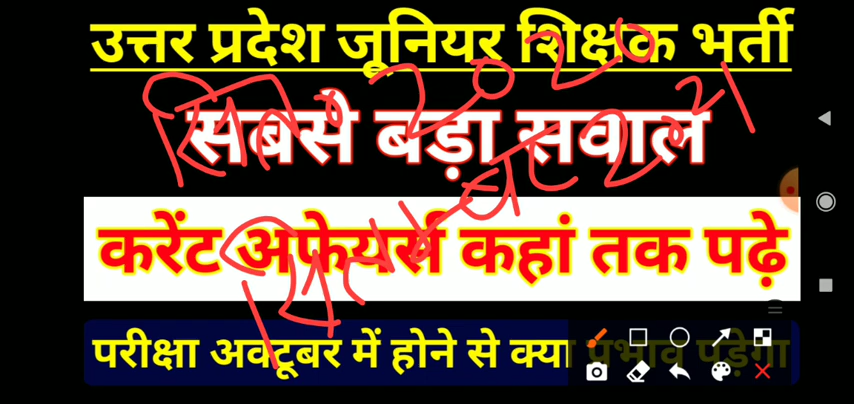 उत्तर प्रदेश जूनियर शिक्षक भर्ती
सित॰ 2020
सबसे बड़ा सवाल
करेंट अफेयर्स कहां तक पढ़े
परीक्षा अक्टूबर में होने से क्या प्रभाव पड़ेगा